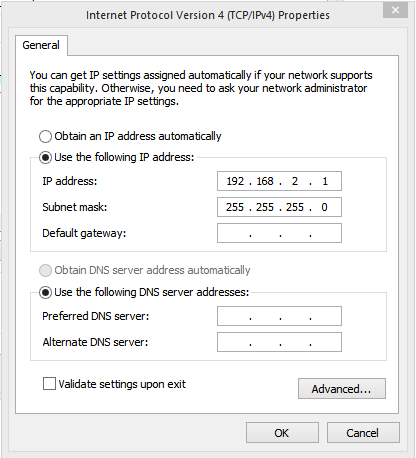 Internet Protocol Version 4 (TCP/IPv4) Properties
General
You can get IP settings assigned automatically if your network supports
this capability. Otherwise, you need to ask your network administrator
for the appropriate IP settings.
Obtain an IP address automatically
Use the following IP address:
IP address: 192 . 168 . 2 . 1
Subnet mask: 255 . 255 . 255 . 0
Default gateway: . . .
Obtain DNS server address automatically
Use the following DNS server addresses:
Preferred DNS server: . . .
Alternate DNS server: . . .
Validate settings upon exit
Advanced...
OK Cancel